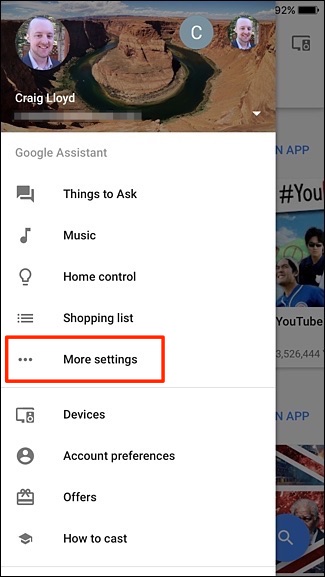 92%
C
Craig Lloyd
Google Assistant
Things to Ask
Music
Home control
Shopping list
More settings
Devices
Account preferences
Offers
How to cast
N APP
#You
YouTube
3,526,444
N APP